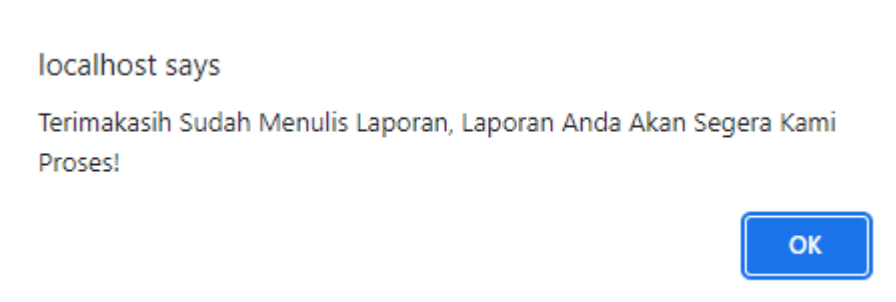 localhost says
Terimakasih Sudah Menulis Laporan, Laporan Anda Akan Segera Kami
Proses!
OK